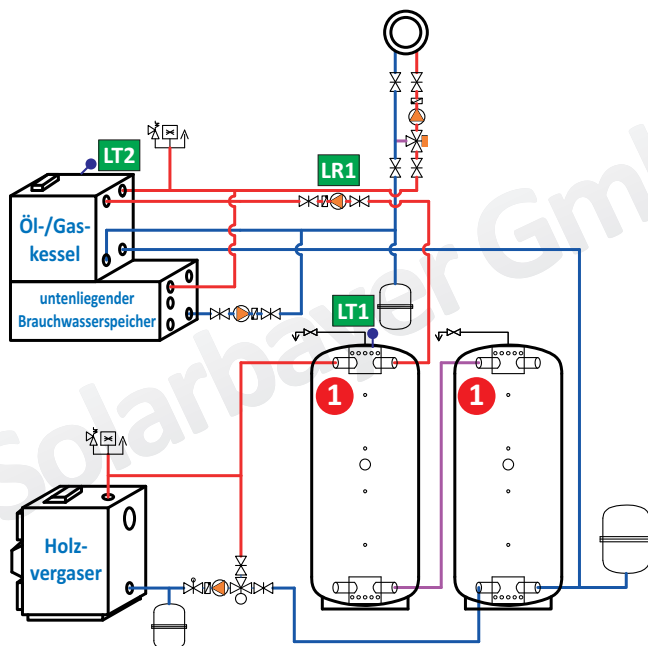 LT2
LR1
Öl-/Gas-
kessel
untenliegender
Brauchwasserspeicher
LT1
1
1
Holz-
vergaser
Solarbayer GmbH